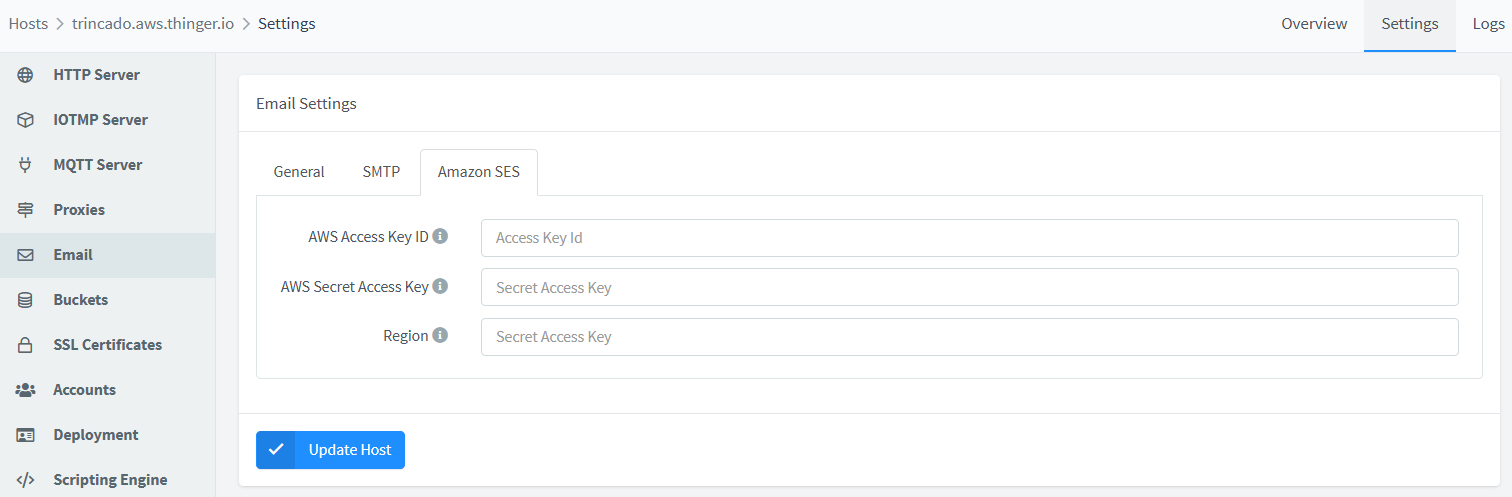 Hosts > trincado.aws.thinger.io > Settings
Overview Settings Logs
HTTP Server
IOTMP Server
MQTT Server
Proxies
Email
Buckets
SSL Certificates
Accounts
Deployment
Scripting Engine
Email Settings
General SMTP Amazon SES
AWS Access Key ID Access Key Id
AWS Secret Access Key Secret Access Key
Region Secret Access Key
Update Host